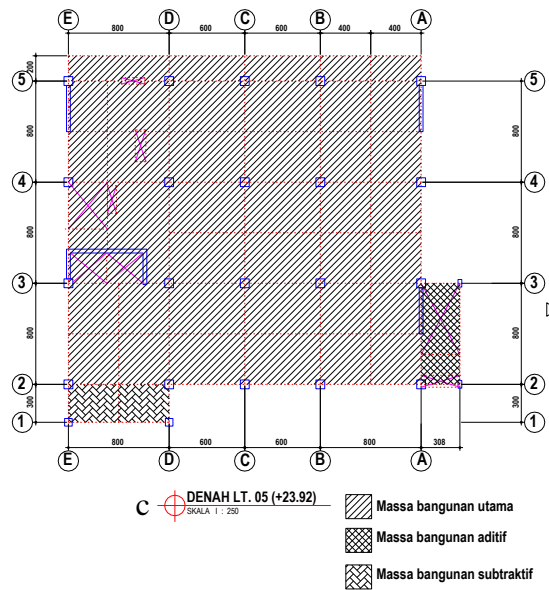 E D C B A
800 600 600 400 400
200
5 5
800 800
4 4
800 800
3 3
800 800
2 2
300 300
1 1
800 600 600 800 308
E D C B A
C DENAH LT. 05 (+23.92)
SKALA 1 : 250
Massa bangunan utama
Massa bangunan aditif
Massa bangunan subtraktif